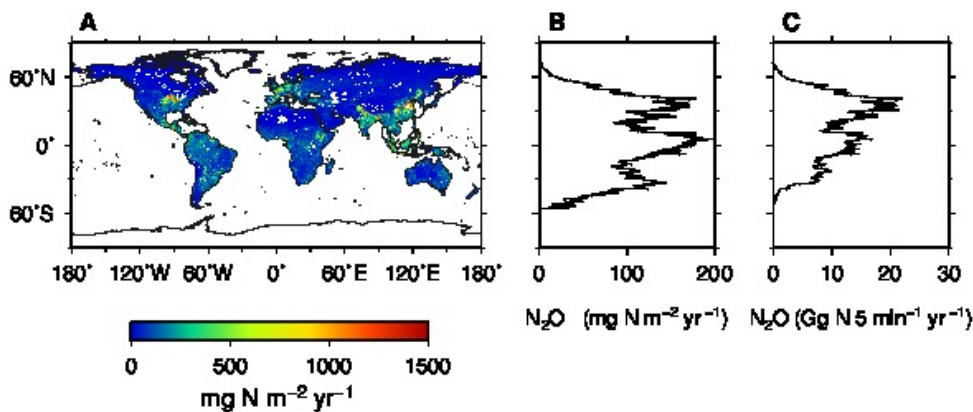 A
B
C
60˚N
0˚
60˚S
180˚ 120˚W 60˚W 0˚ 60˚E 120˚E 180˚
0 100 200
0 10 20 30
N₂O (mg N m⁻² yr⁻¹)
N₂O (Gg N 5 min⁻¹ yr⁻¹)
0 500 1000 1500
mg N m⁻² yr⁻¹